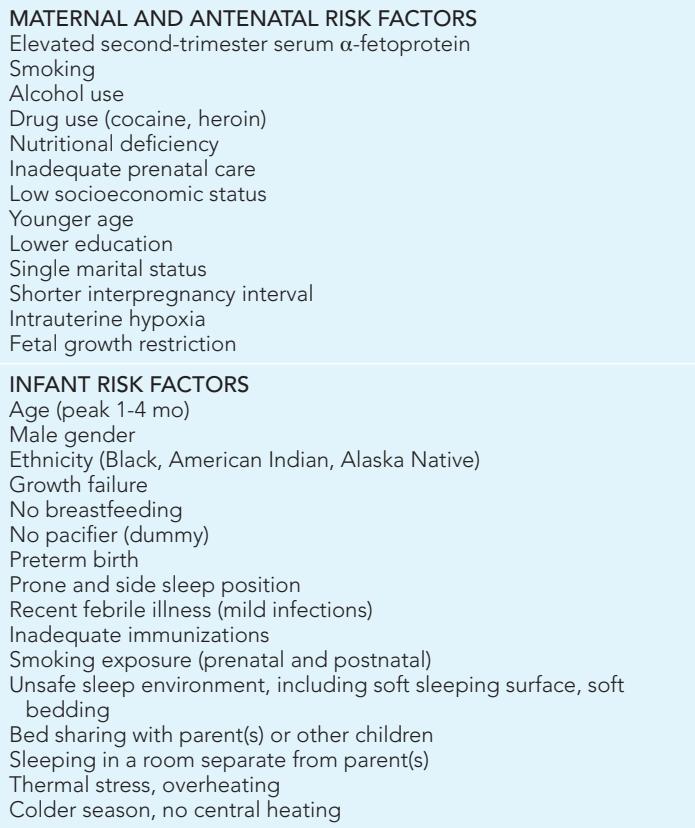 MATERNAL AND ANTENATAL RISK FACTORS
Elevated second-trimester serum α-fetoprotein
Smoking
Alcohol use
Drug use (cocaine, heroin)
Nutritional deficiency
Inadequate prenatal care
Low socioeconomic status
Younger age
Lower education
Single marital status
Shorter interpregnancy interval
Intrauterine hypoxia
Fetal growth restriction
INFANT RISK FACTORS
Age (peak 1-4 mo)
Male gender
Ethnicity (Black, American Indian, Alaska Native)
Growth failure
No breastfeeding
No pacifier (dummy)
Preterm birth
Prone and side sleep position
Recent febrile illness (mild infections)
Inadequate immunizations
Smoking exposure (prenatal and postnatal)
Unsafe sleep environment, including soft sleeping surface, soft
bedding
Bed sharing with parent(s) or other children
Sleeping in a room separate from parent(s)
Thermal stress, overheating
Colder season, no central heating